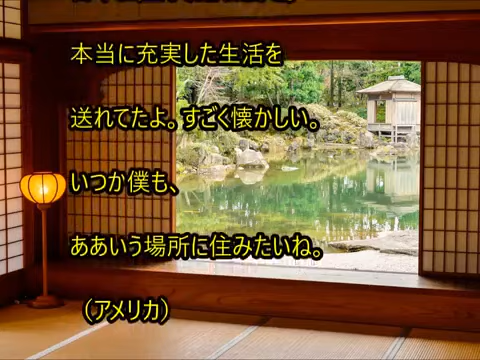 本当に充実した生活を
送れてたよ。すごく懐かしい。
いつか僕も、
ああいう場所に住みたいね。
（アメリカ）